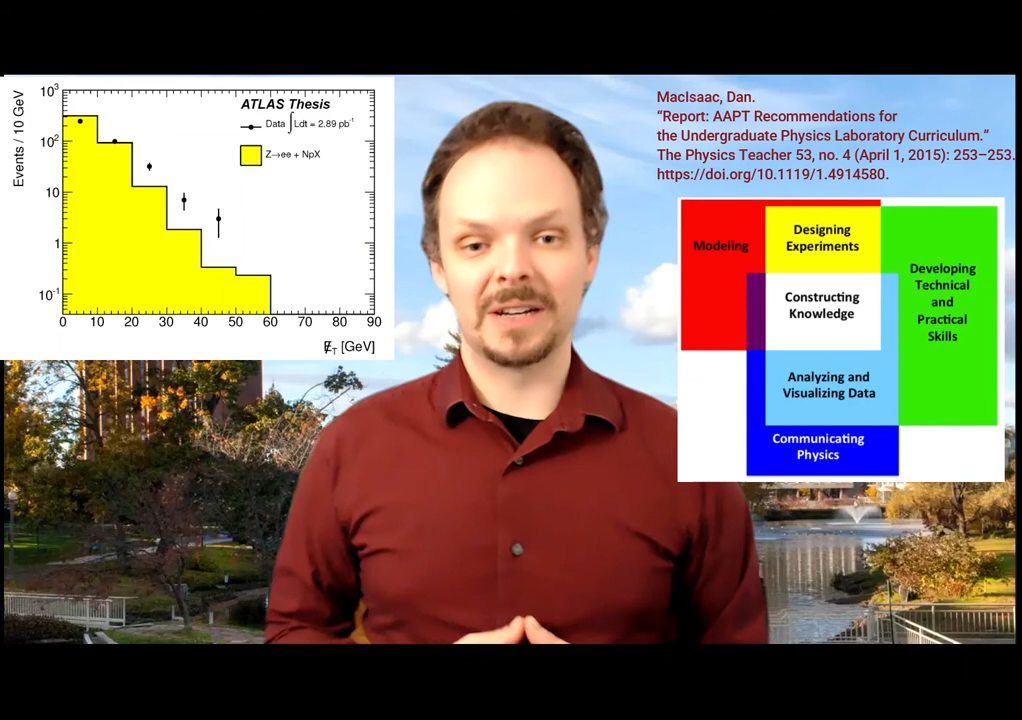 10³
10²
10
1
10⁻¹
Events / 10 GeV
ATLAS Thesis
Data ∫Ldt = 2.89 pb⁻¹
Z→ee + NpX
0 10 20 30 40 50 60 70 80 90
E̸T [GeV]
MacIsaac, Dan.
“Report: AAPT Recommendations for
the Undergraduate Physics Laboratory Curriculum.”
The Physics Teacher 53, no. 4 (April 1, 2015): 253–253.
https://doi.org/10.1119/1.4914580.
Modeling
Designing
Experiments
Constructing
Knowledge
Developing
Technical
and
Practical
Skills
Analyzing and
Visualizing Data
Communicating
Physics